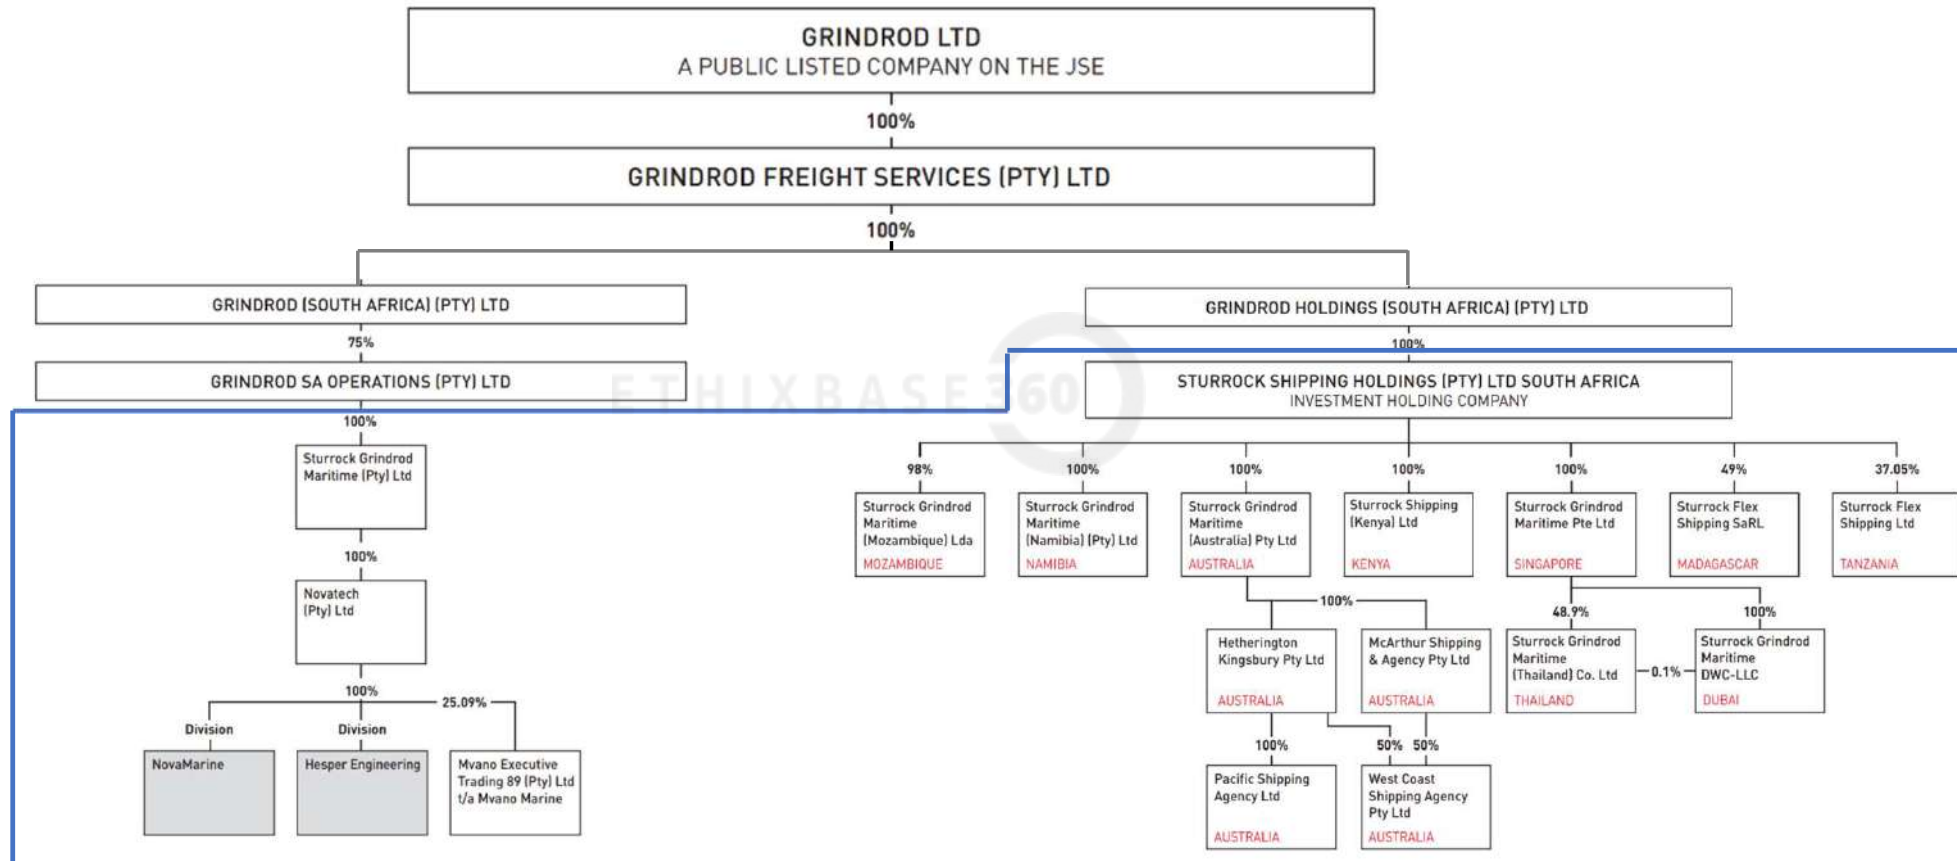 GRINDROD LTD
A PUBLIC LISTED COMPANY ON THE JSE
100%
GRINDROD FREIGHT SERVICES (PTY) LTD
100%
GRINDROD (SOUTH AFRICA) (PTY) LTD
GRINDROD HOLDINGS (SOUTH AFRICA) (PTY) LTD
75%
100%
GRINDROD SA OPERATIONS (PTY) LTD
STURROCK SHIPPING HOLDINGS (PTY) LTD SOUTH AFRICA
INVESTMENT HOLDING COMPANY
ETHIXBASE360
100%
Sturrock Grindrod
Maritime (Pty) Ltd
100%
Novatech
(Pty) Ltd
100%
25.09%
Division
Division
NovaMarine
Hesper Engineering
Mvano Executive
Trading 89 (Pty) Ltd
t/a Mvano Marine
98%
100%
100%
100%
100%
49%
37.05%
Sturrock Grindrod
Maritime
(Mozambique) Lda
MOZAMBIQUE
Sturrock Grindrod
Maritime
(Namibia) (Pty) Ltd
NAMIBIA
Sturrock Grindrod
Maritime
(Australia) Pty Ltd
AUSTRALIA
Sturrock Shipping
(Kenya) Ltd
KENYA
Sturrock Grindrod
Maritime Pte Ltd
SINGAPORE
Sturrock Flex
Shipping SaRL
MADAGASCAR
Sturrock Flex
Shipping Ltd
TANZANIA
100%
48.9%
100%
Hetherington
Kingsbury Pty Ltd
AUSTRALIA
McArthur Shipping
& Agency Pty Ltd
AUSTRALIA
Sturrock Grindrod
Maritime
(Thailand) Co. Ltd
THAILAND
0.1%
Sturrock Grindrod
Maritime
DWC-LLC
DUBAI
100%
50%
50%
Pacific Shipping
Agency Ltd
AUSTRALIA
West Coast
Shipping Agency
Pty Ltd
AUSTRALIA